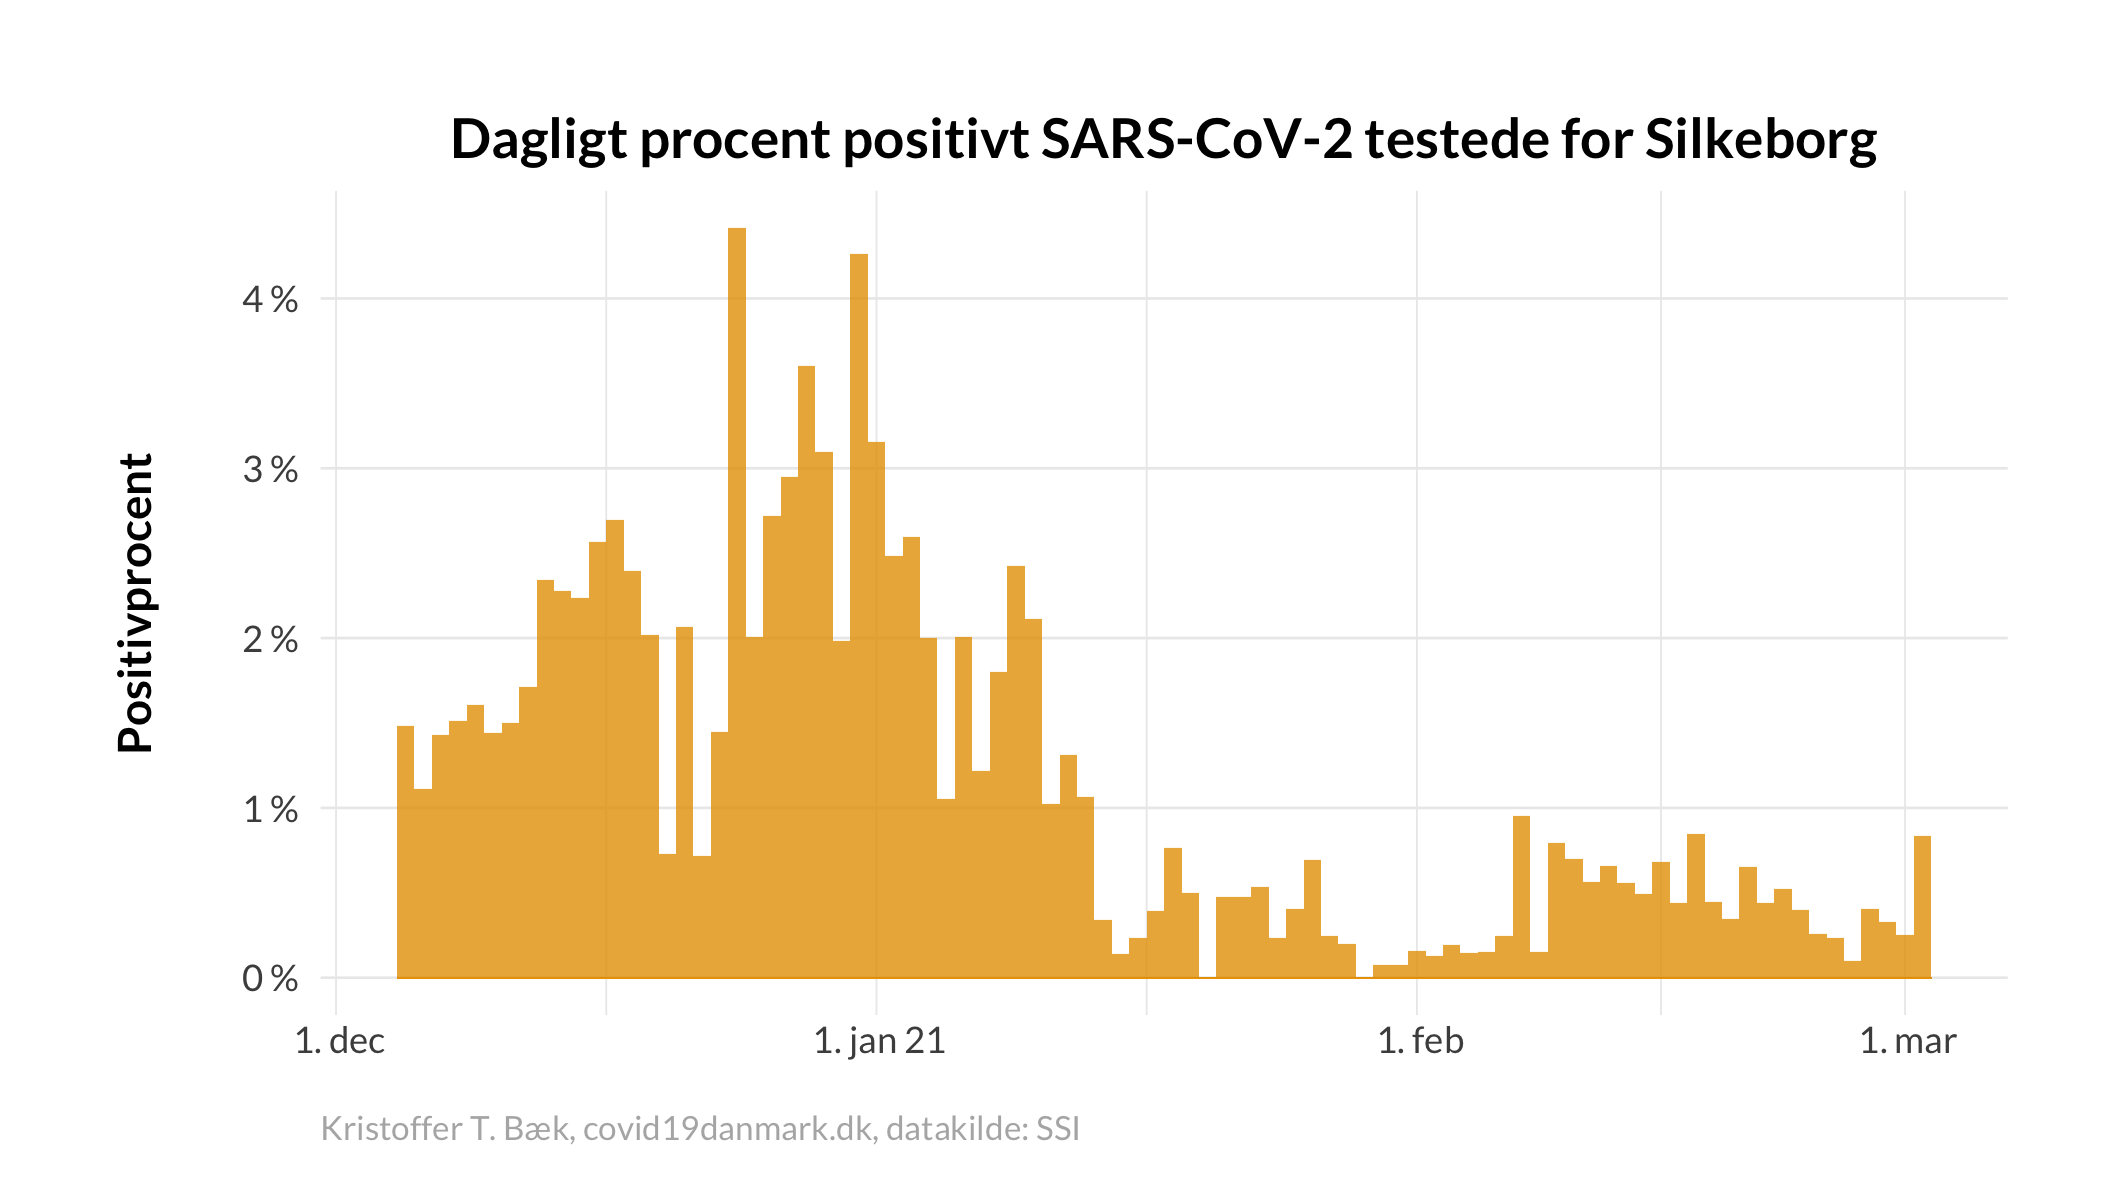 Dagligt procent positivt SARS-CoV-2 testede for Silkeborg
Positivprocent
4 %
3 %
2 %
1 %
0 %
1. dec
1. jan 21
1. feb
1. mar
Kristoffer T. Bæk, covid19danmark.dk, datakilde: SSI